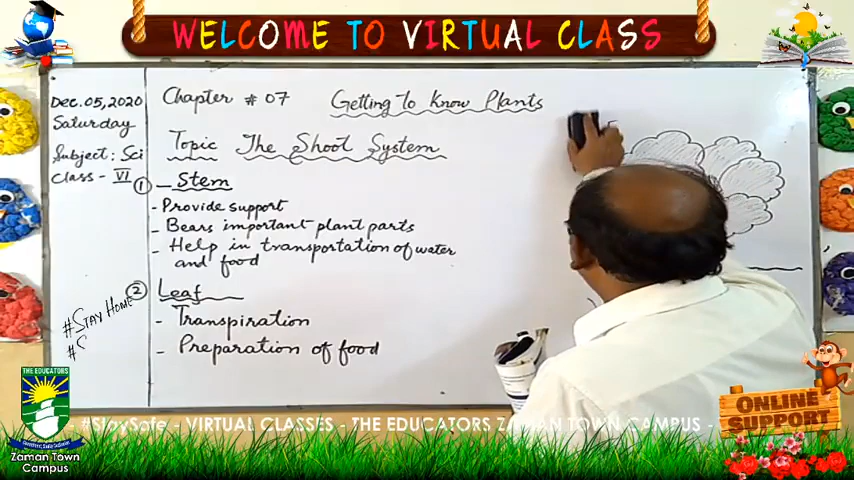 WELCOME TO VIRTUAL CLASS
Dec. 05, 2020
Saturday
Subject: Sci
Class - VI
Chapter # 07 Getting To Know Plants
Topic The Shoot System
① - Stem
- Provide support
- Bears important plant parts
- Help in transportation of water
and food
② Leaf
- Transpiration
- Preparation of food
#STAY HOME
#S
THE EDUCATORS
Zaman Town
Campus
- #StaySafe - VIRTUAL CLASSES - THE EDUCATORS ZAMAN TOWN CAMPUS -
ONLINE
SUPPORT